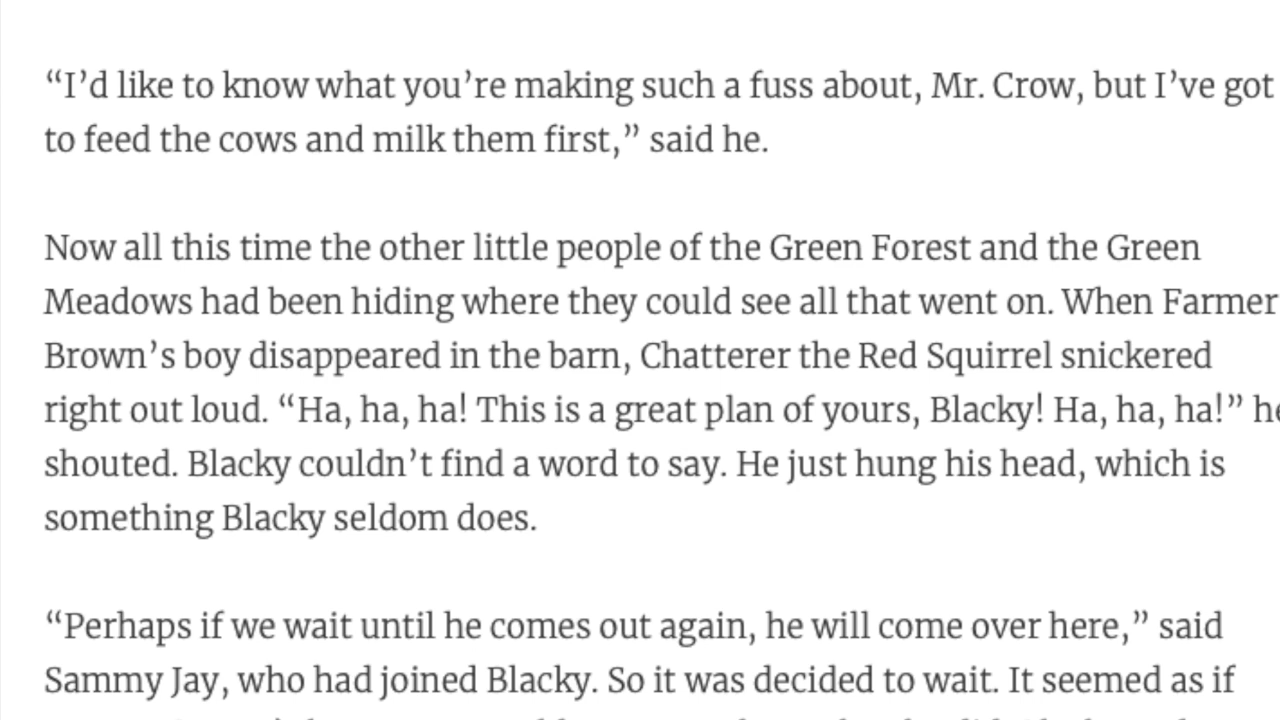 “I’d like to know what you’re making such a fuss about, Mr. Crow, but I’ve got
to feed the cows and milk them first,” said he.
Now all this time the other little people of the Green Forest and the Green
Meadows had been hiding where they could see all that went on. When Farmer
Brown’s boy disappeared in the barn, Chatterer the Red Squirrel snickered
right out loud. “Ha, ha, ha! This is a great plan of yours, Blacky! Ha, ha, ha!” he
shouted. Blacky couldn’t find a word to say. He just hung his head, which is
something Blacky seldom does.
“Perhaps if we wait until he comes out again, he will come over here,” said
Sammy Jay, who had joined Blacky. So it was decided to wait. It seemed as if